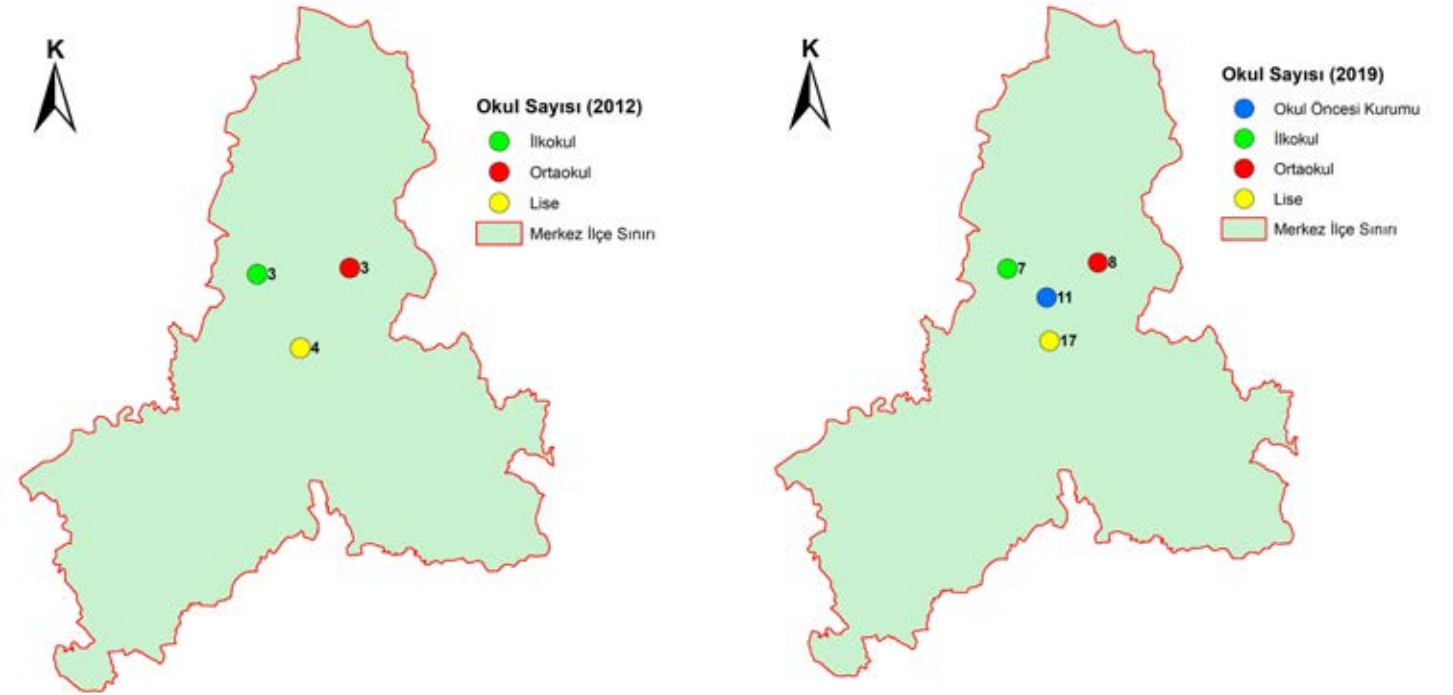 K
Okul Sayısı (2012)
İlkokul
Ortaokul
Lise
Merkez İlçe Sınırı
3
3
4
K
Okul Sayısı (2019)
Okul Öncesi Kurumu
İlkokul
Ortaokul
Lise
Merkez İlçe Sınırı
7
8
11
17